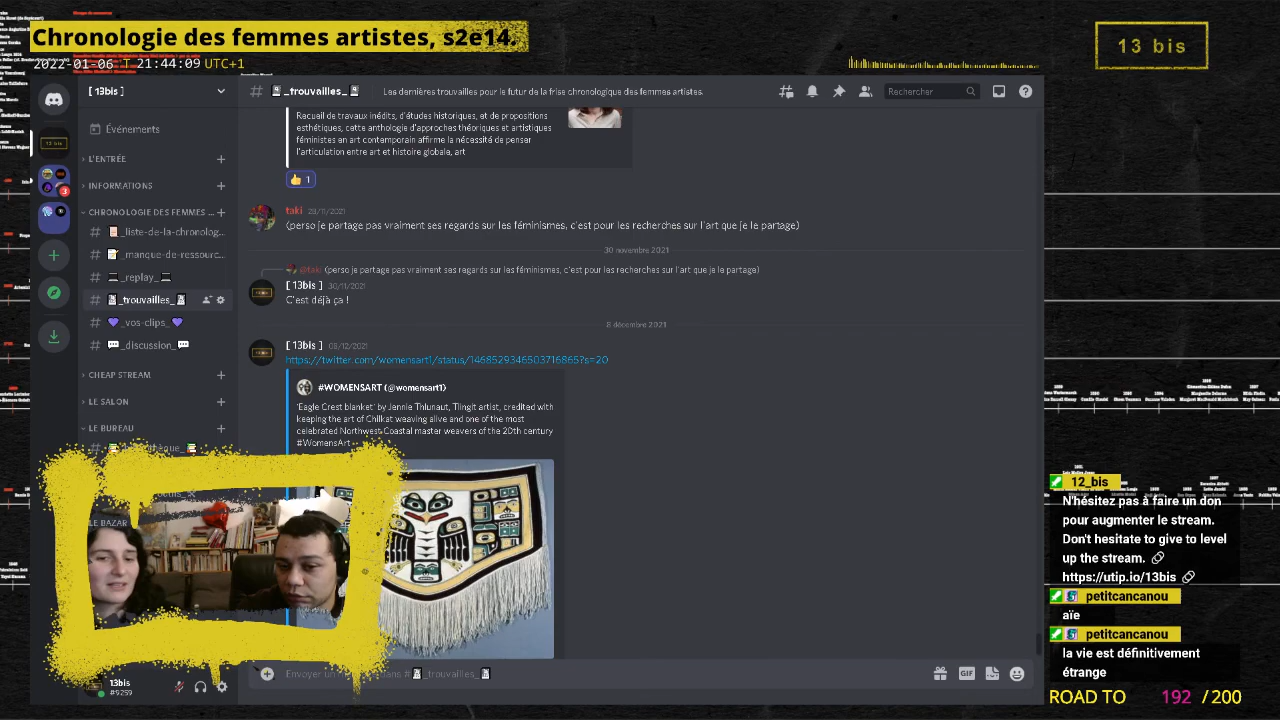 Chronologie des femmes artistes, s2e14.
2022-01-06 T 21:44:09 UTC+1
13 bis
[ 13bis ]
_trouvailles_
Les dernières trouvailles pour le futur de la frise chronologique des femmes artistes.
Rechercher
Événements
L'ENTRÉE
INFORMATIONS
CHRONOLOGIE DES FEMMES ...
_liste-de-la-chronolog...
_manque-de-ressourc...
_replay_
_trouvailles_
_vos-clips_
_discussion_
CHEAP STREAM
LE SALON
LE BUREAU
LE BAZAR
13bis
#9259
Recueil de travaux inédits, d'études historiques, et de propositions
esthétiques, cette anthologie d'approches théoriques et artistiques
féministes en art contemporain affirme la nécessité de penser
l'articulation entre art et histoire globale, art
1
taki 28/11/2021
(perso je partage pas vraiment ses regards sur les féminismes, c'est pour les recherches sur l'art que je le partage)
30 novembre 2021
@taki (perso je partage pas vraiment ses regards sur les féminismes, c'est pour les recherches sur l'art que je le partage)
[ 13bis ] 30/11/2021
C'est déjà ça !
8 décembre 2021
[ 13bis ] 08/12/2021
https://twitter.com/womensart1/status/1468529346503716865?s=20
#WOMENSART (@womensart1)
'Eagle Crest blanket' by Jennie Thlunaut, Tlingit artist, credited with
keeping the art of Chilkat weaving alive and one of the most
celebrated Northwest Coastal master weavers of the 20th century
#WomensArt
_trouvailles_
GIF
12_bis
N'hésitez pas à faire un don
pour augmenter le stream.
Don't hesitate to give to level
up the stream.
https://utip.io/13bis
petitcancanou
aïe
petitcancanou
la vie est définitivement
étrange
ROAD TO 192 / 200